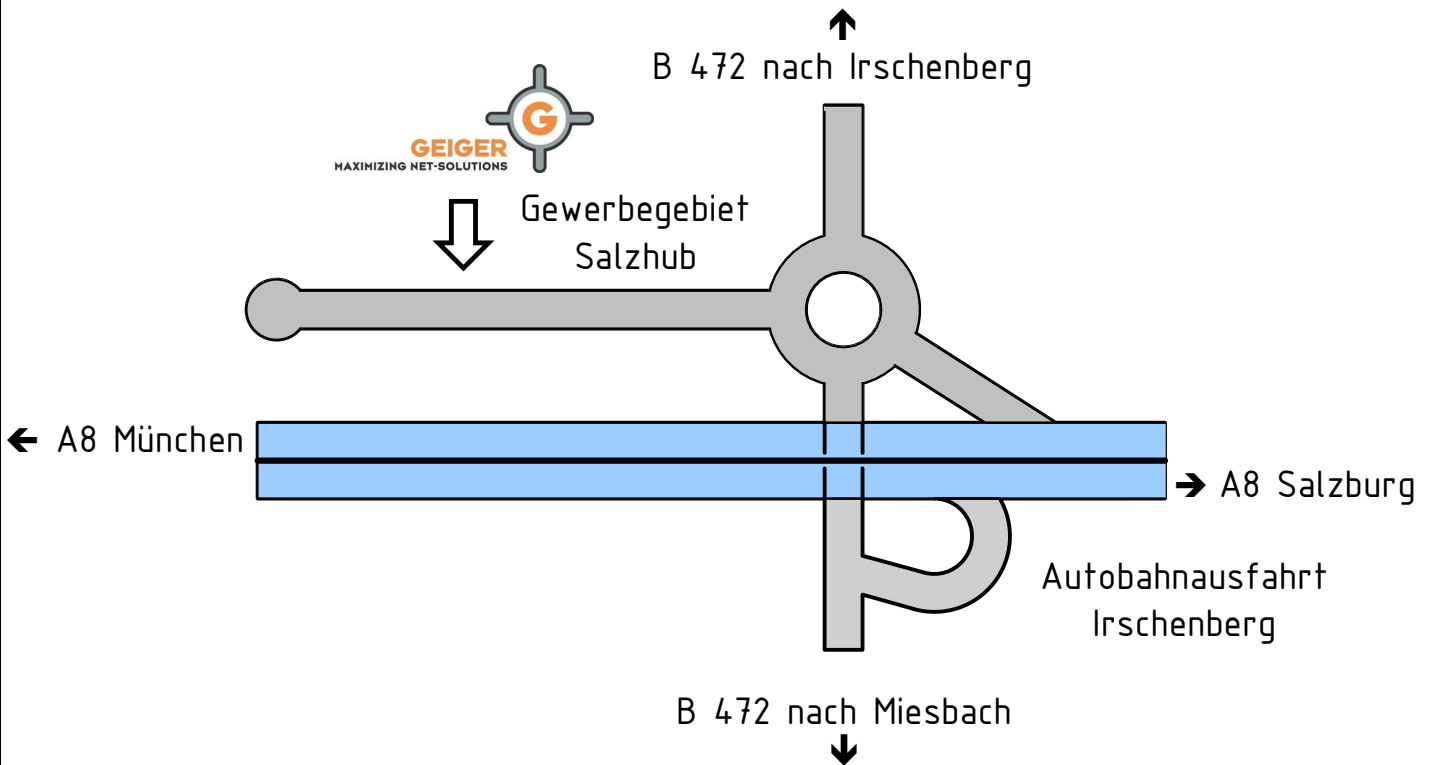 B 472 nach Irschenberg
G
GEIGER
MAXIMIZING NET-SOLUTIONS
Gewerbegebiet
Salzhub
← A8 München
→ A8 Salzburg
Autobahnausfahrt
Irschenberg
B 472 nach Miesbach